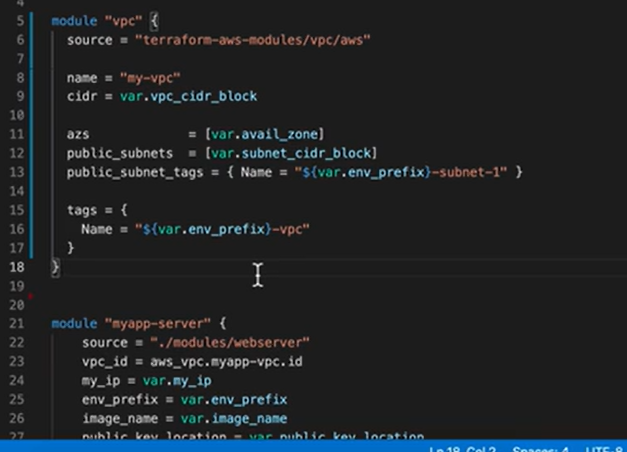 4
5 module "vpc" {
6 source = "terraform-aws-modules/vpc/aws"
7
8 name = "my-vpc"
9 cidr = var.vpc_cidr_block
10
11 azs = [var.avail_zone]
12 public_subnets = [var.subnet_cidr_block]
13 public_subnet_tags = { Name = "${var.env_prefix}-subnet-1" }
14
15 tags = {
16 Name = "${var.env_prefix}-vpc"
17 }
18 }
19
20
21 module "myapp-server" {
22 source = "./modules/webserver"
23 vpc_id = aws_vpc.myapp-vpc.id
24 my_ip = var.my_ip
25 env_prefix = var.env_prefix
26 image_name = var.image_name
27 public_key_location = var.public_key_location
Ln 18, Col 2 Spaces: 4 UTF-8